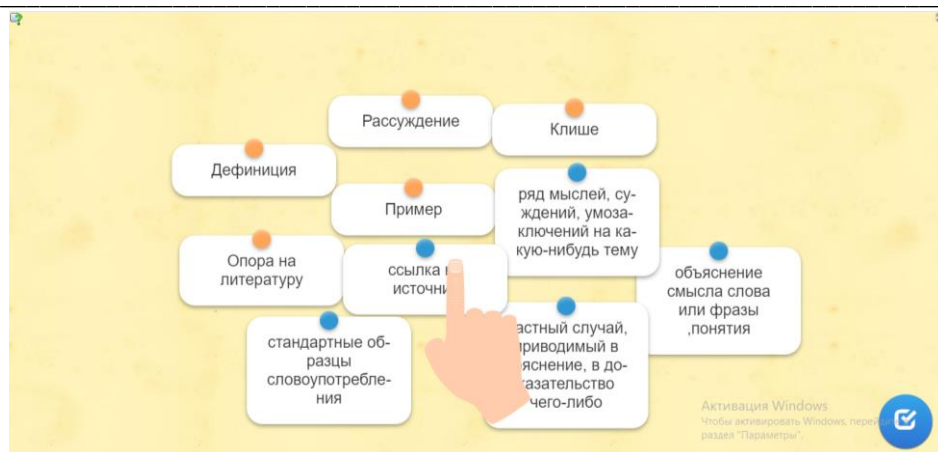 Рассуждение
Клише
Дефиниция
Пример
ряд мыслей, су-
ждений, умоза-
ключений на ка-
кую-нибудь тему
Опора на
литературу
ссылка
источни
объяснение
смысла слова
или фразы
,понятия
стандартные об-
разцы
словоупотребле-
ния
астный случай,
приводимый в
яснение, в до-
казательство
чего-либо
Активация Windows
Чтобы активировать Windows, перей
раздел "Параметры".